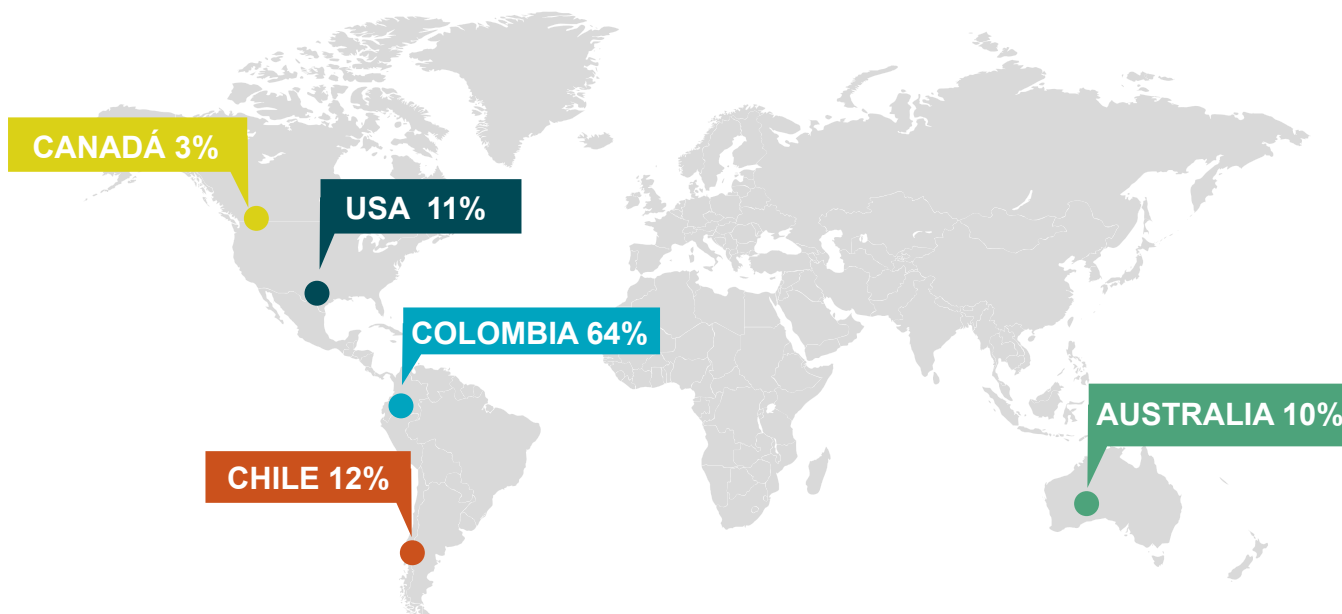 CANADÁ 3%
USA 11%
COLOMBIA 64%
CHILE 12%
AUSTRALIA 10%